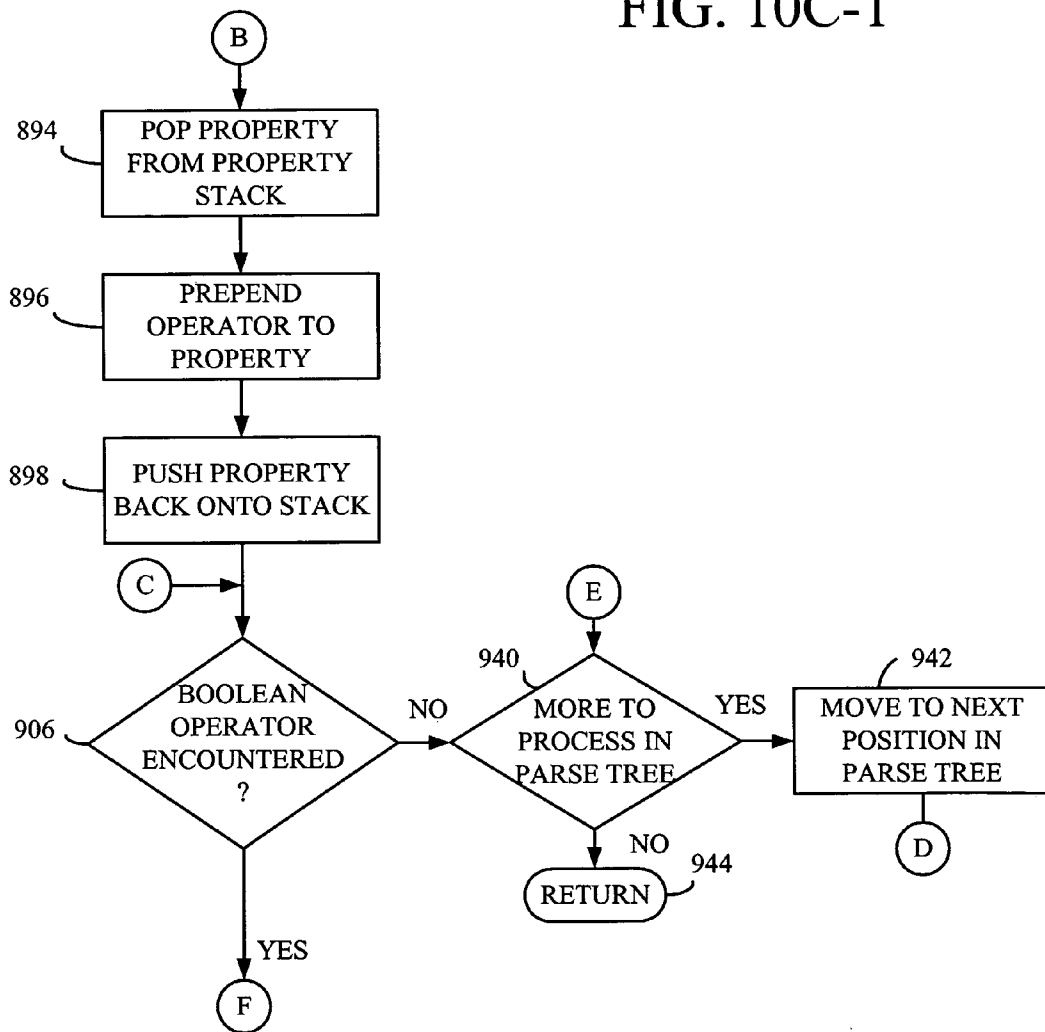 FIG. 10C-1
B
894
POP PROPERTY
FROM PROPERTY
STACK
896
PREPEND
OPERATOR TO
PROPERTY
898
PUSH PROPERTY
BACK ONTO STACK
C
E
906
BOOLEAN
OPERATOR
ENCOUNTERED
?
NO
940
MORE TO
PROCESS IN
PARSE TREE
YES
942
MOVE TO NEXT
POSITION IN
PARSE TREE
D
NO
RETURN
944
YES
F